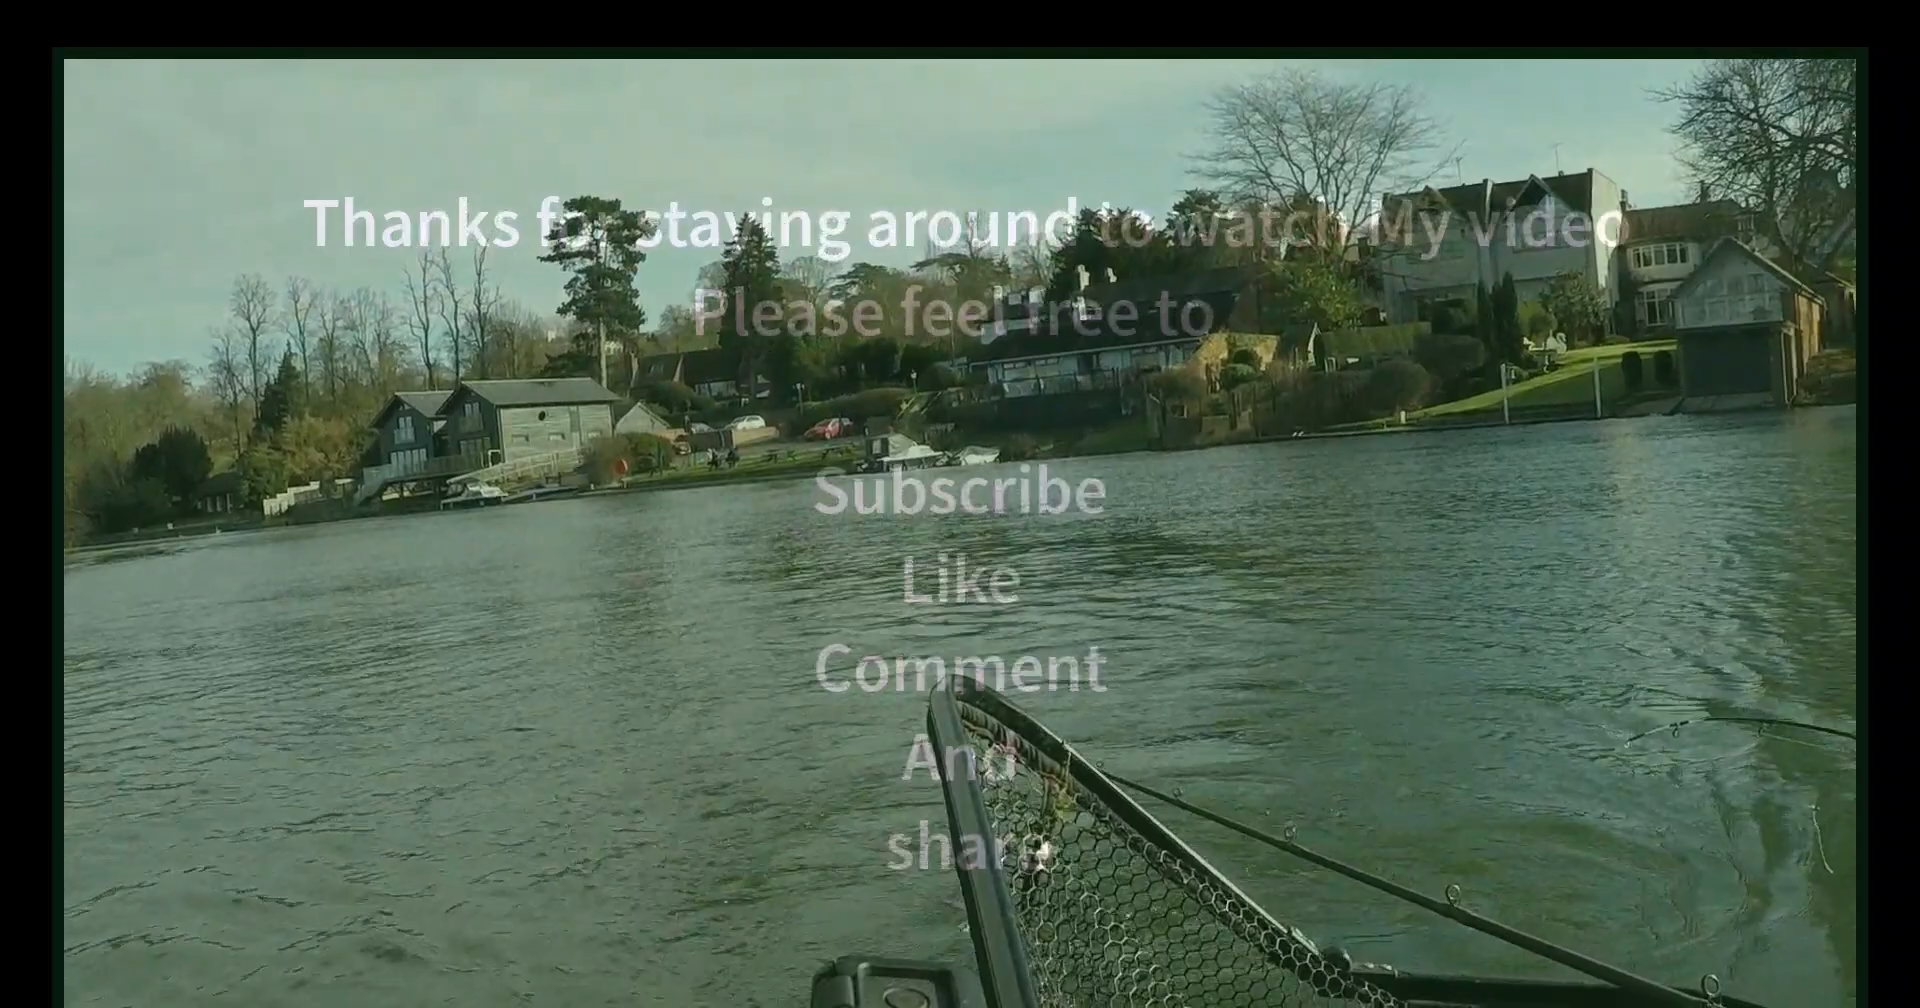 Thanks for staying around to watch My video
Please feel free to
Subscribe
Like
Comment
And
share